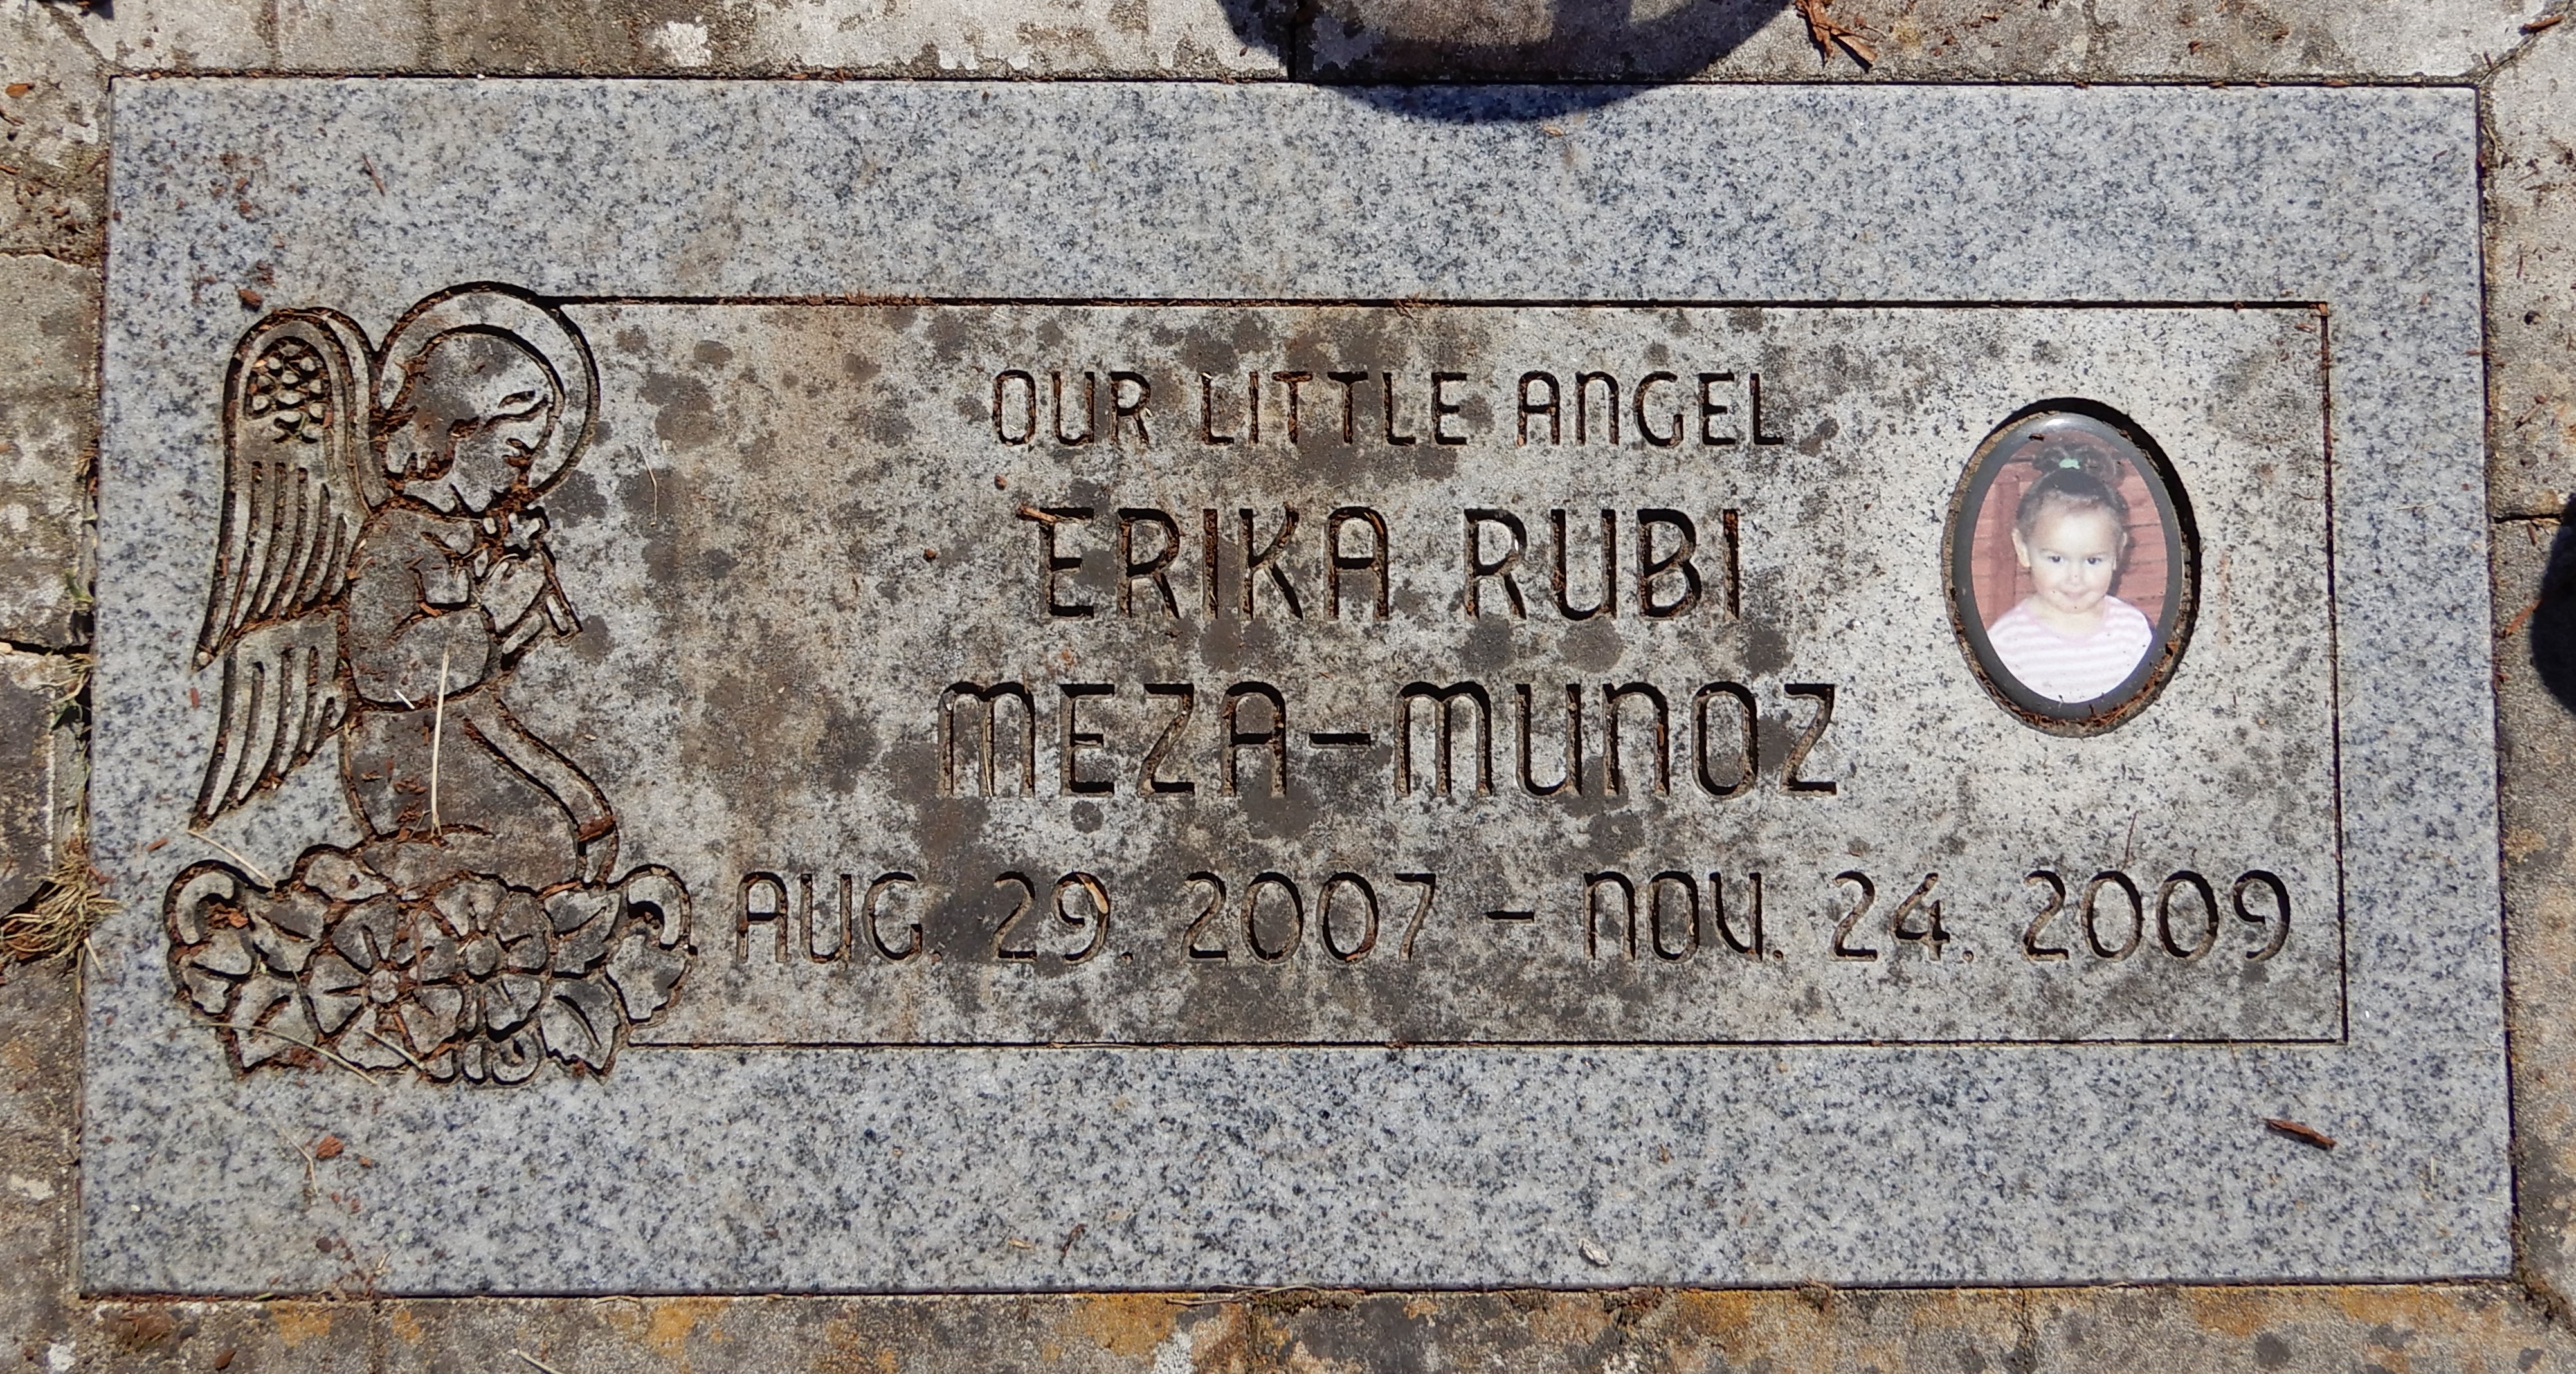 OUR LITTLE ANGEL
ERIKA RUBI
MEZA-MUNOZ
AUG. 29. 2007 - NOV. 24. 2009